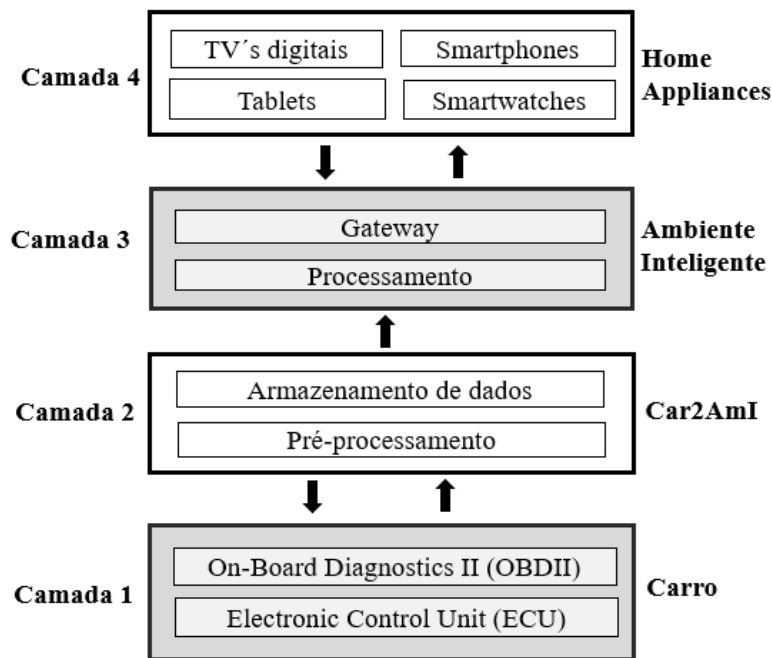 TV´s digitais
Smartphones
Camada 4
Home
Appliances
Tablets
Smartwatches
Camada 3
Gateway
Processamento
Ambiente
Inteligente
Camada 2
Armazenamento de dados
Pré-processamento
Car2AmI
Camada 1
On-Board Diagnostics II (OBDII)
Electronic Control Unit (ECU)
Carro